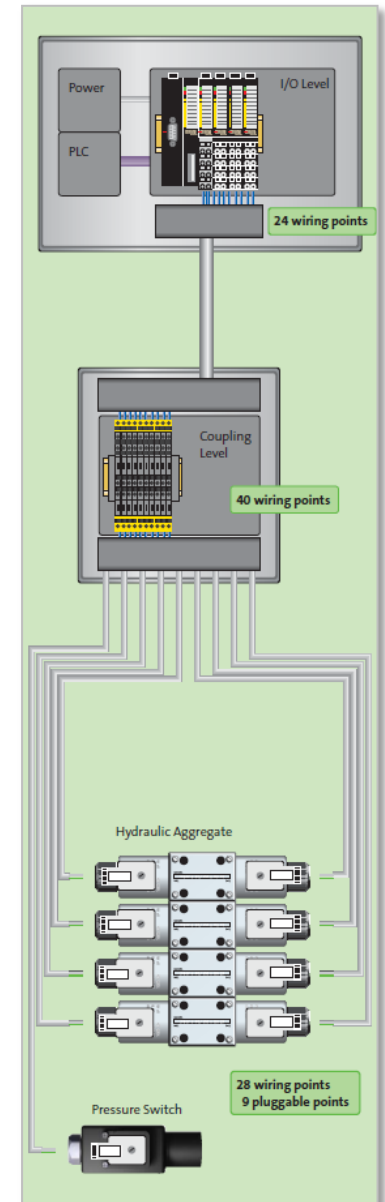 Power
I/O Level
PLC
24 wiring points
Coupling
Level
40 wiring points
Hydraulic Aggregate
28 wiring points
9 pluggable points
Pressure Switch